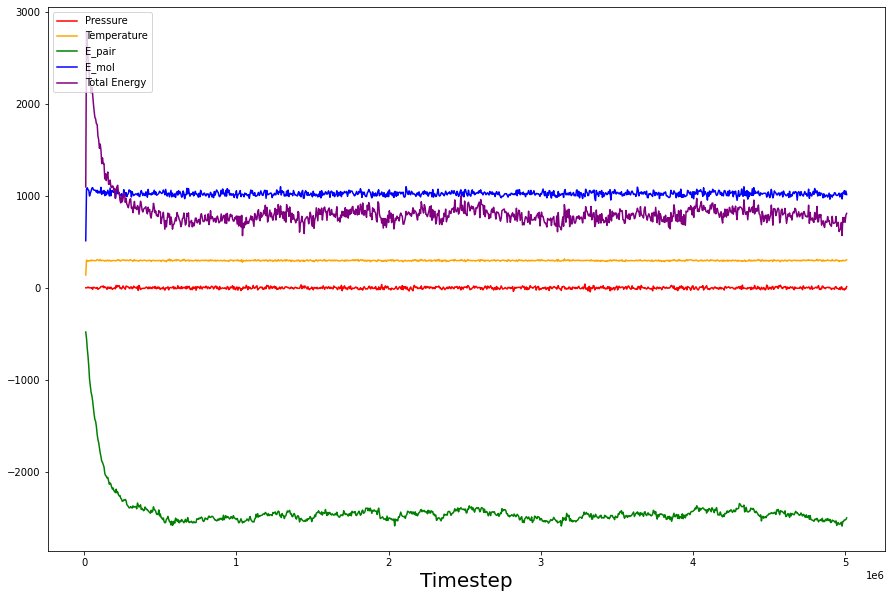 3000
2000
1000
0
−1000
−2000
Pressure
Temperature
E_pair
E_mol
Total Energy
0
1
2
3
4
5
1e6
Timestep